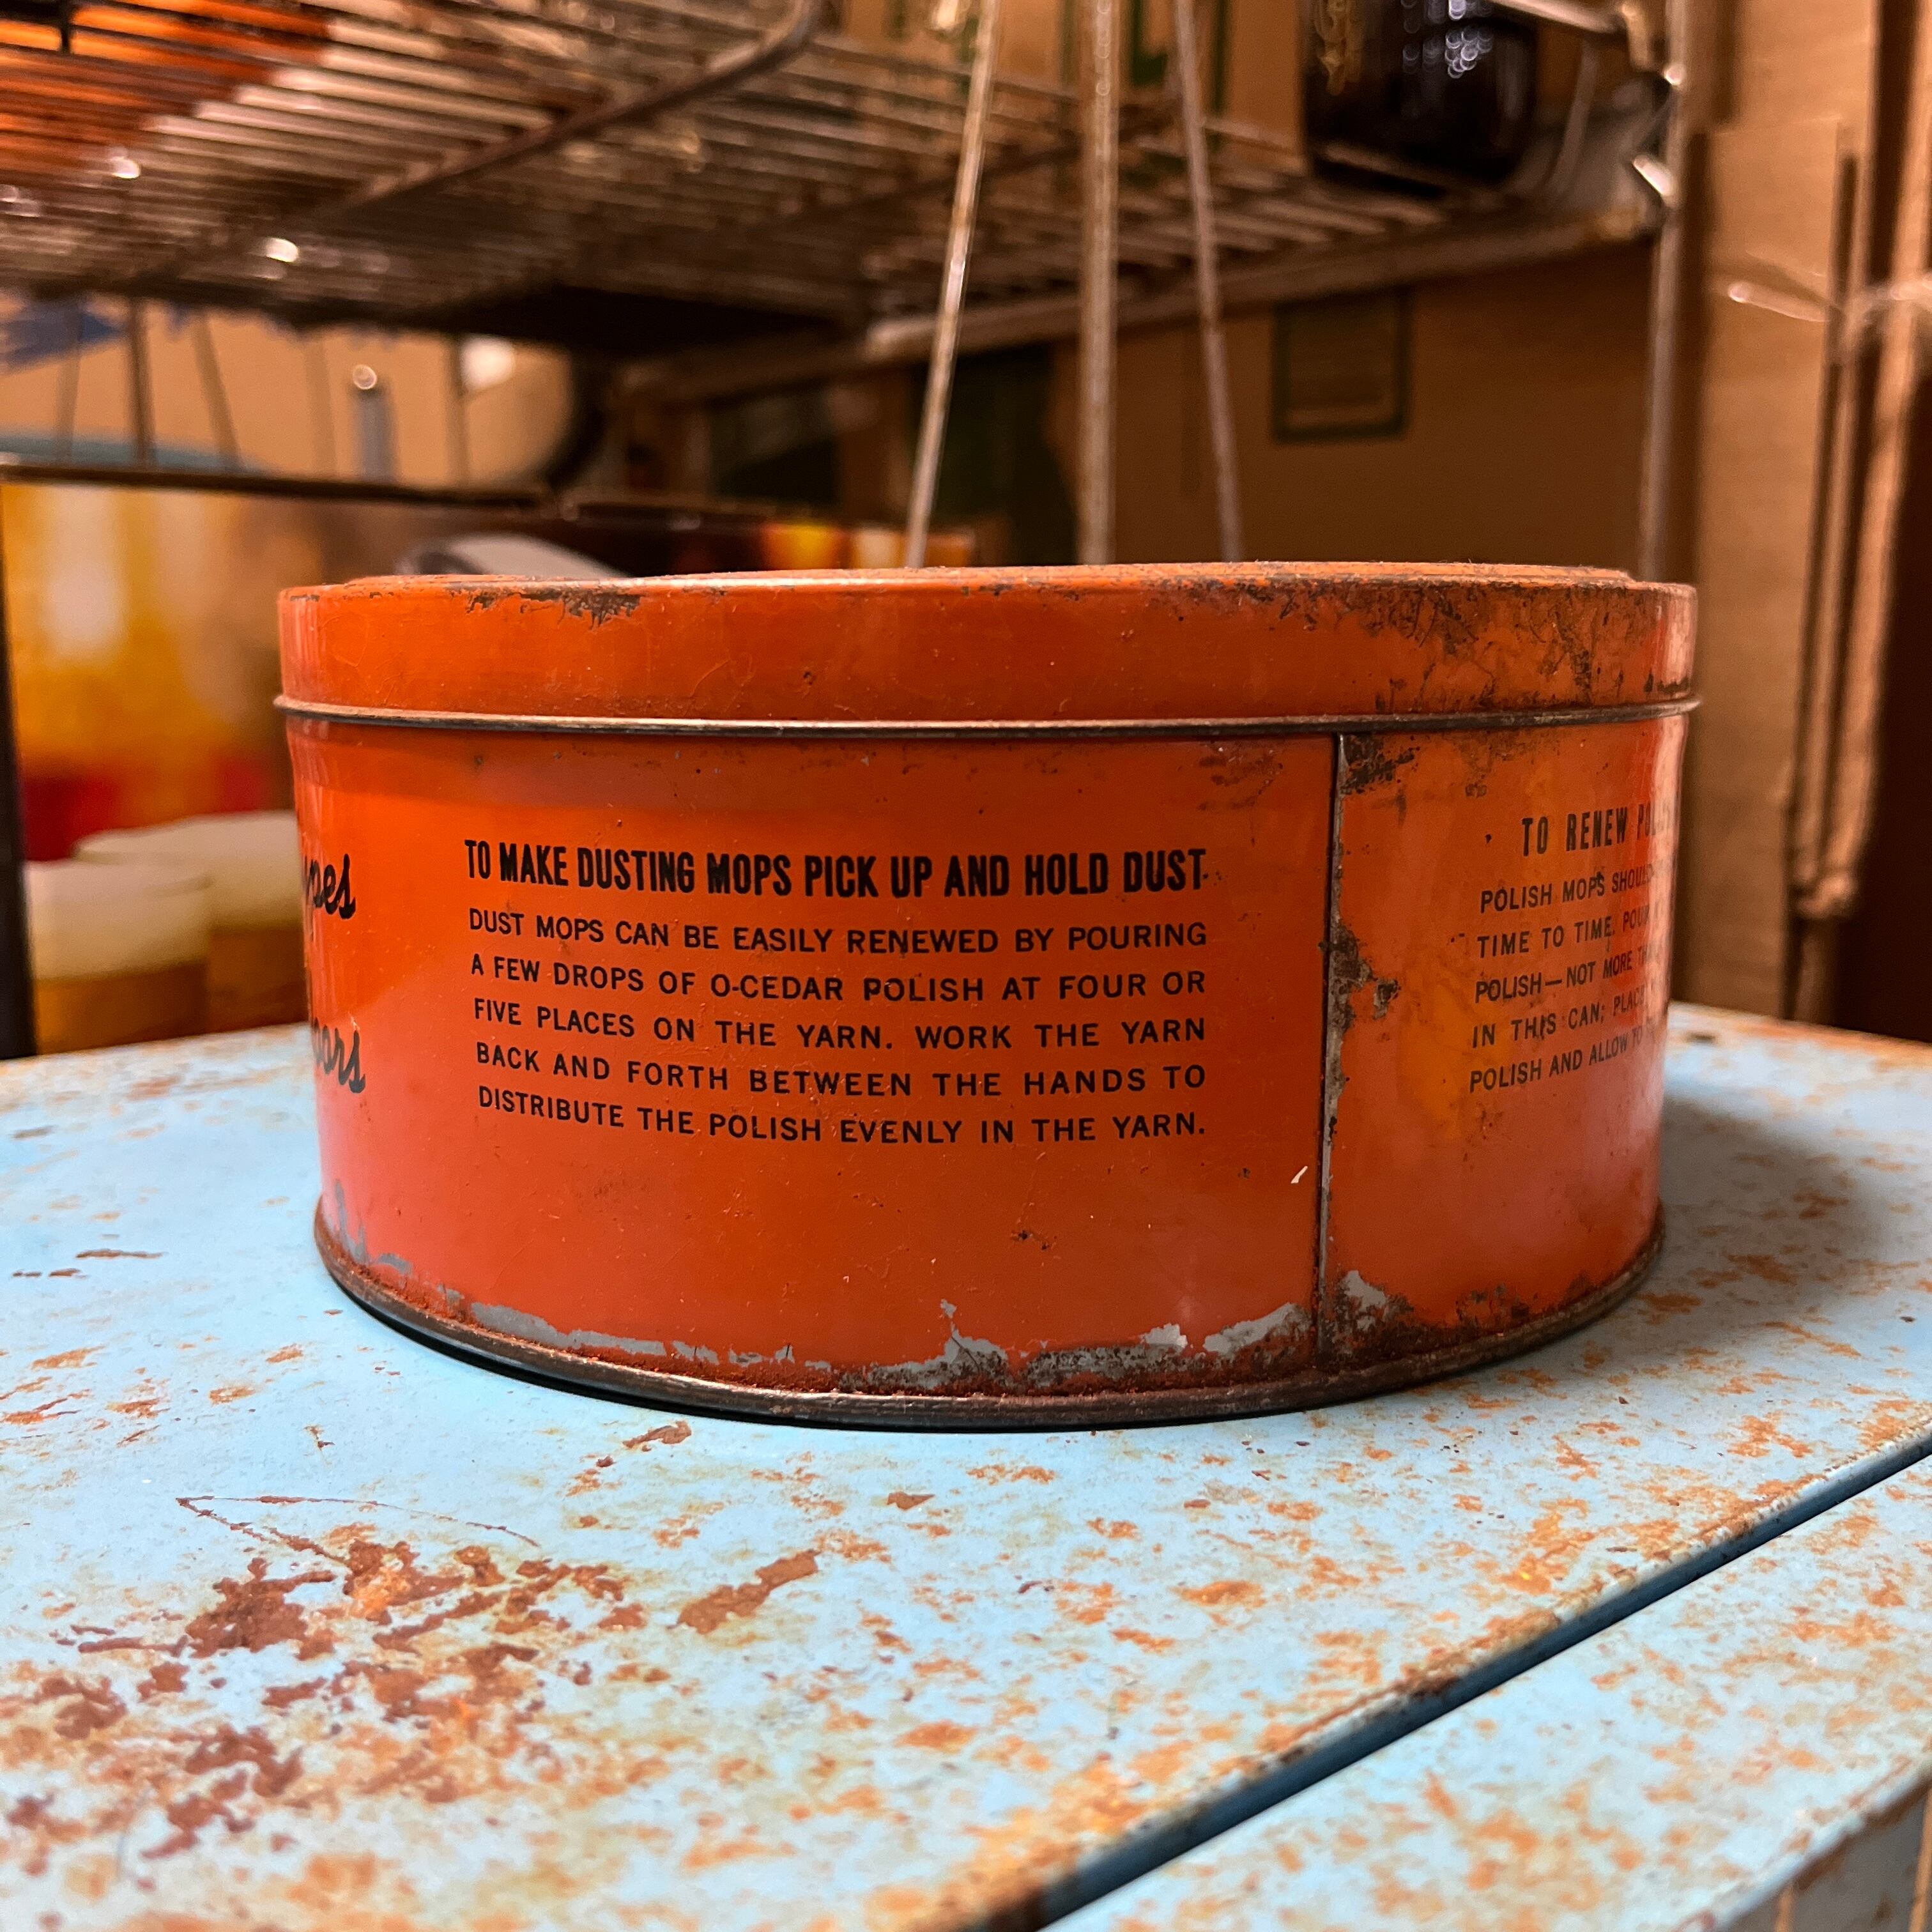 TO MAKE DUSTING MOPS PICK UP AND HOLD DUST
DUST MOPS CAN BE EASILY RENEWED BY POURING
A FEW DROPS OF O-CEDAR POLISH AT FOUR OR
FIVE PLACES ON THE YARN. WORK THE YARN
BACK AND FORTH BETWEEN THE HANDS TO
DISTRIBUTE THE POLISH EVENLY IN THE YARN.
TO RENEW
POLISH MOPS
TIME TO TIME.
POLISH—NOT MORE
IN THIS CAN;
POLISH AND ALLOW TO